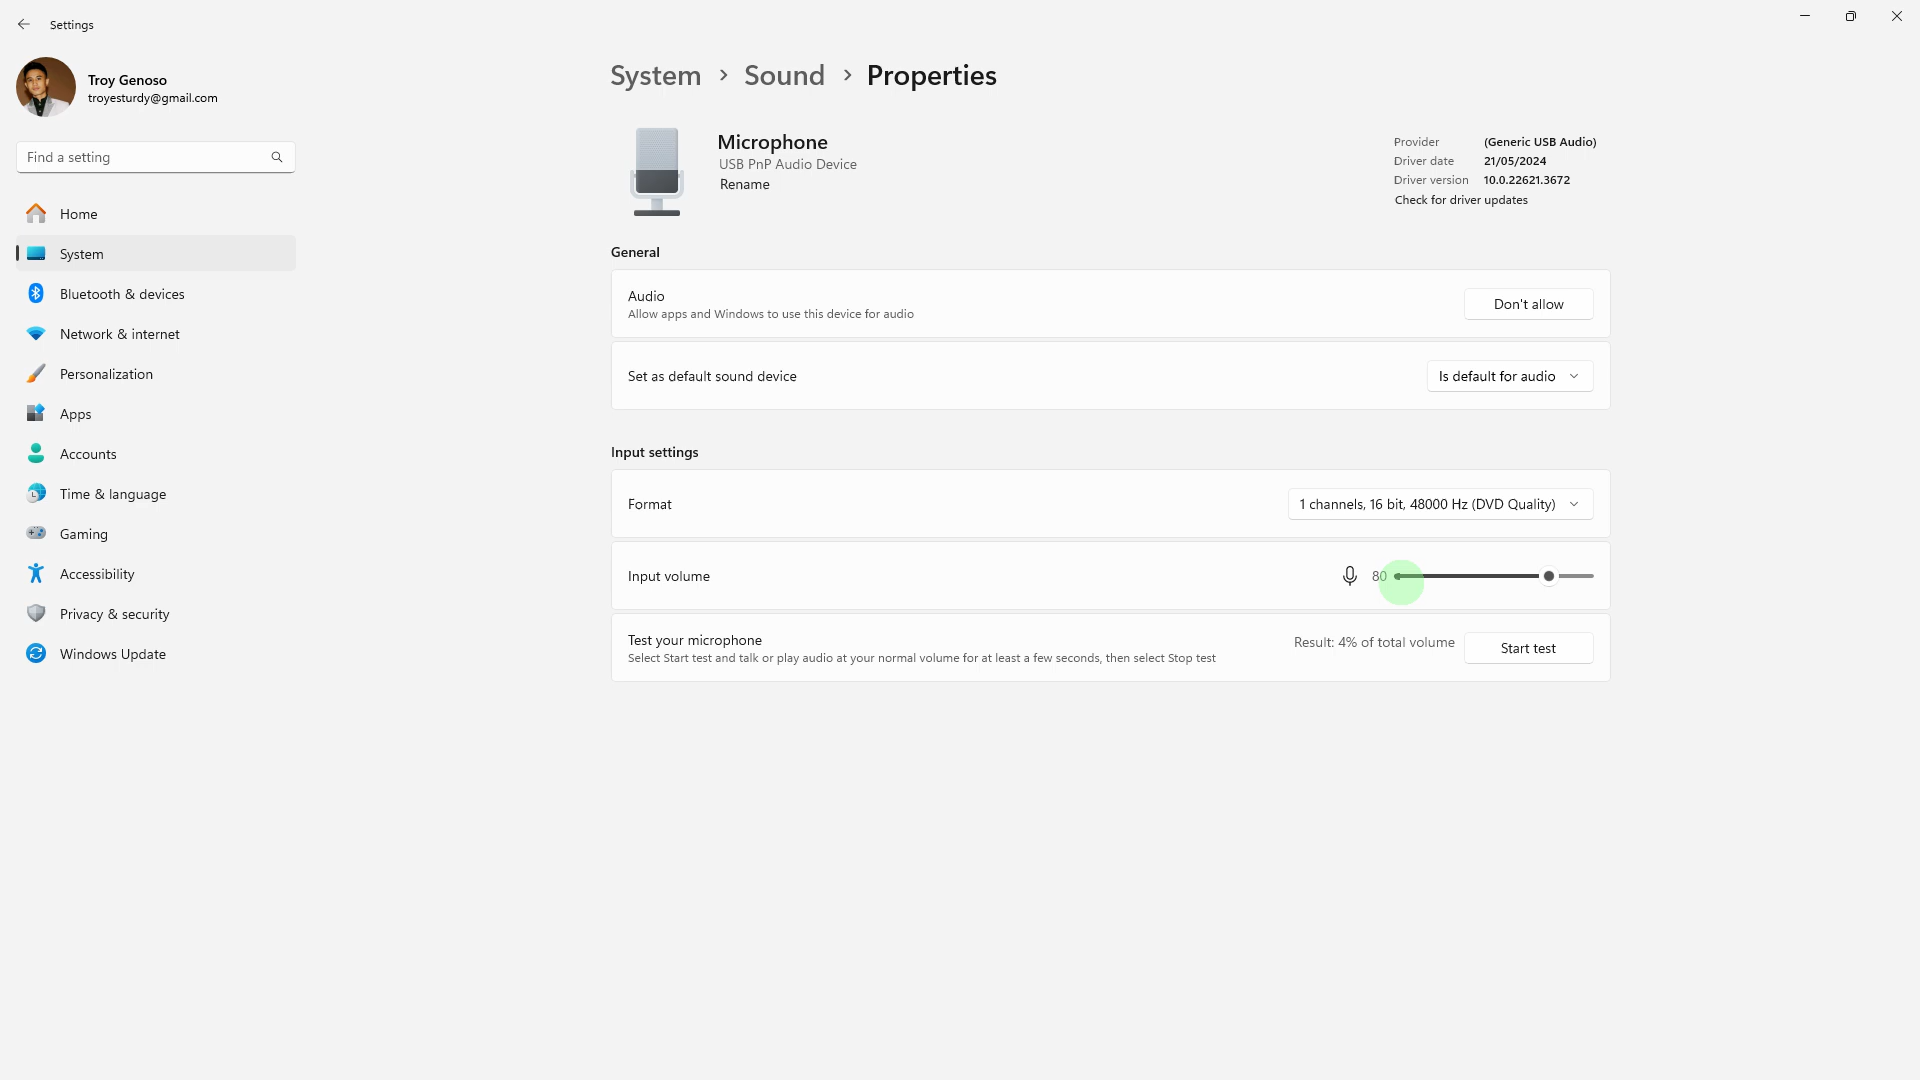 Settings
Troy Genoso
troyesturdy@gmail.com
Find a setting
Home
System
Bluetooth & devices
Network & internet
Personalization
Apps
Accounts
Time & language
Gaming
Accessibility
Privacy & security
Windows Update
System > Sound > Properties
Microphone
USB PnP Audio Device
Rename
Provider (Generic USB Audio)
Driver date 21/05/2024
Driver version 10.0.22621.3672
Check for driver updates
General
Audio
Allow apps and Windows to use this device for audio
Don't allow
Set as default sound device
Is default for audio
Input settings
Format
1 channels, 16 bit, 48000 Hz (DVD Quality)
Input volume
80
Test your microphone
Select Start test and talk or play audio at your normal volume for at least a few seconds, then select Stop test
Result: 4% of total volume
Start test